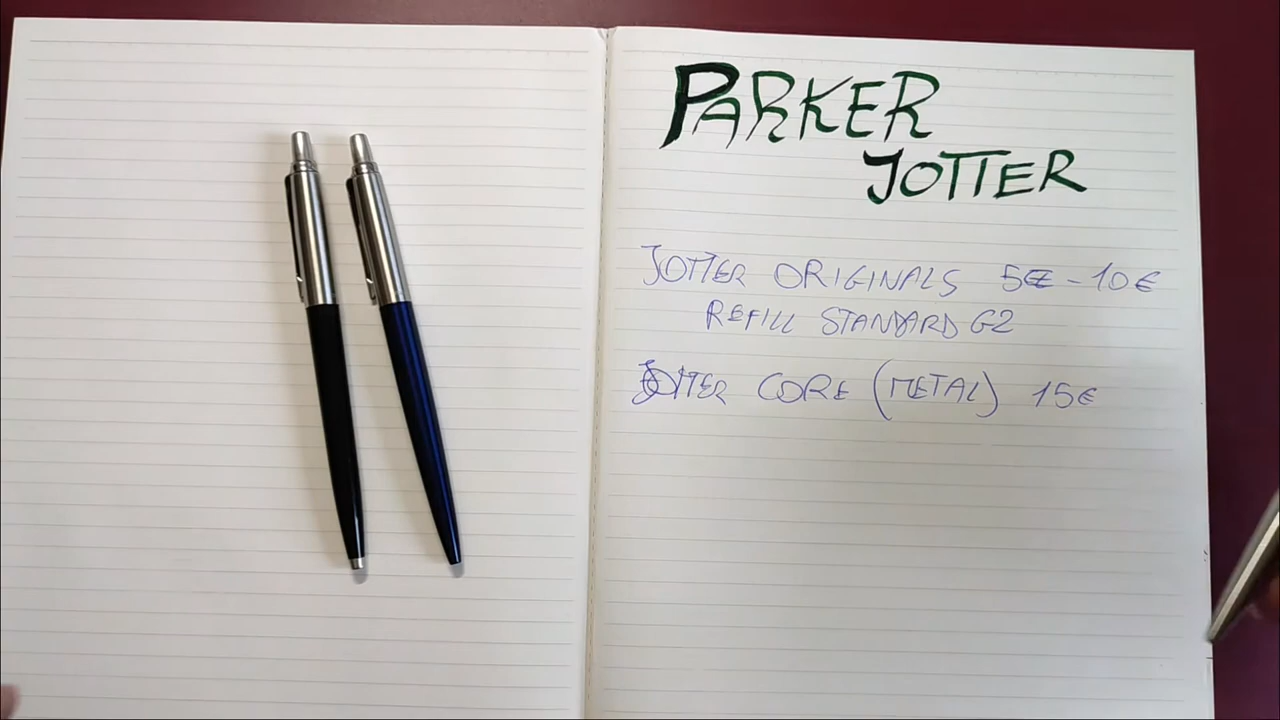 PARKER
JOTTER
JOTTER ORIGINALS 5€ - 10€
REFILL STANDARD G2
JOTTER CORE (METAL) 15€